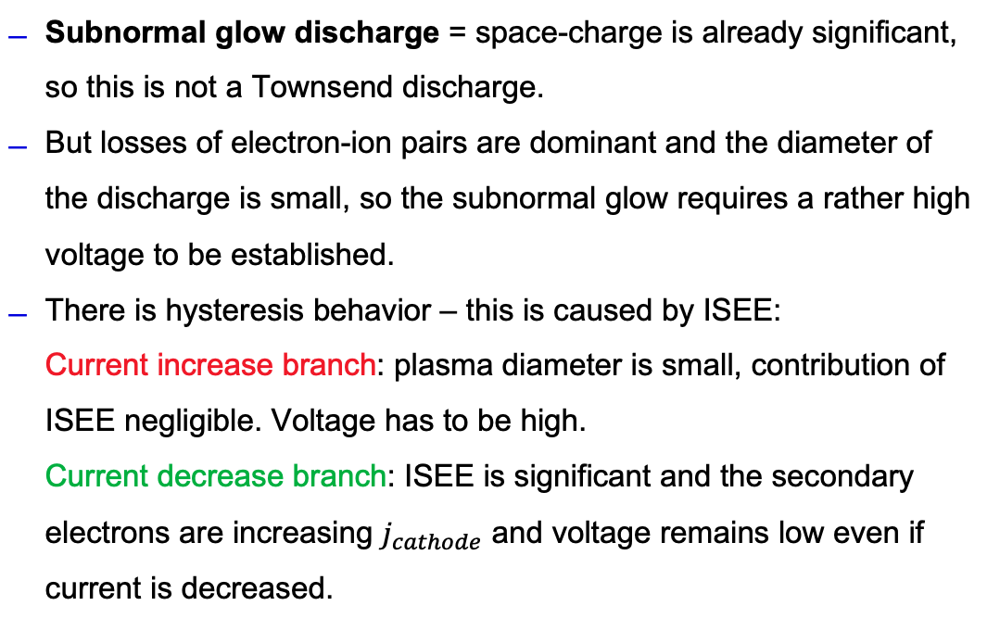 – Subnormal glow discharge = space-charge is already significant,
so this is not a Townsend discharge.
– But losses of electron-ion pairs are dominant and the diameter of
the discharge is small, so the subnormal glow requires a rather high
voltage to be established.
– There is hysteresis behavior – this is caused by ISEE:
Current increase branch: plasma diameter is small, contribution of
ISEE negligible. Voltage has to be high.
Current decrease branch: ISEE is significant and the secondary
electrons are increasing j_cathode and voltage remains low even if
current is decreased.